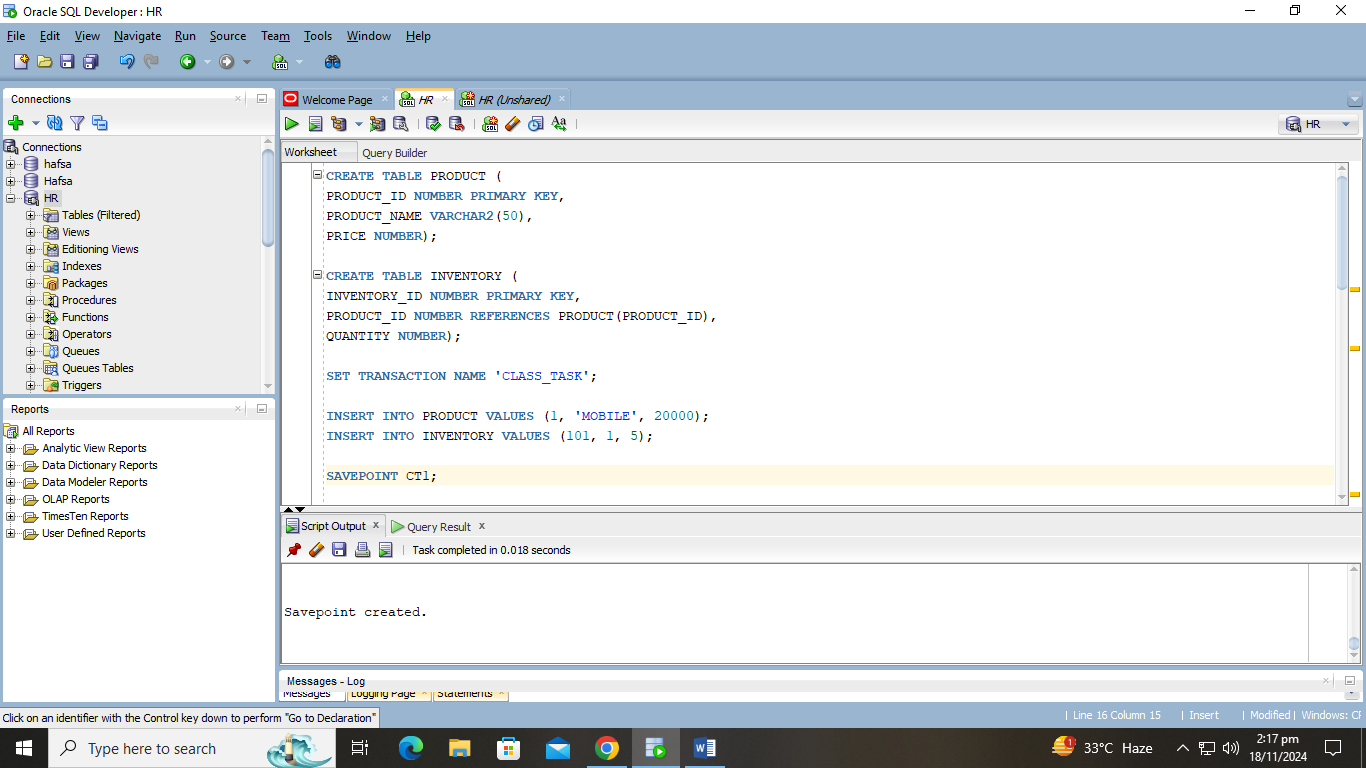 Oracle SQL Developer : HR
File Edit View Navigate Run Source Team Tools Window Help
Connections
Connections
hafsa
Hafsa
HR
Tables (Filtered)
Views
Editioning Views
Indexes
Packages
Procedures
Functions
Operators
Queues
Queues Tables
Triggers
Reports
All Reports
Analytic View Reports
Data Dictionary Reports
Data Modeler Reports
OLAP Reports
TimesTen Reports
User Defined Reports
Welcome Page HR HR (Unshared)
HR
Worksheet Query Builder
CREATE TABLE PRODUCT (
PRODUCT_ID NUMBER PRIMARY KEY,
PRODUCT_NAME VARCHAR2(50),
PRICE NUMBER);
CREATE TABLE INVENTORY (
INVENTORY_ID NUMBER PRIMARY KEY,
PRODUCT_ID NUMBER REFERENCES PRODUCT(PRODUCT_ID),
QUANTITY NUMBER);
SET TRANSACTION NAME 'CLASS_TASK';
INSERT INTO PRODUCT VALUES (1, 'MOBILE', 20000);
INSERT INTO INVENTORY VALUES (101, 1, 5);
SAVEPOINT CT1;
Script Output Query Result
Task completed in 0.018 seconds
Savepoint created.
Messages - Log
Messages Logging Page Statements
Click on an identifier with the Control key down to perform "Go to Declaration"
Line 16 Column 15 Insert Modified Windows: CF
Type here to search
33°C Haze
2:17 pm
18/11/2024